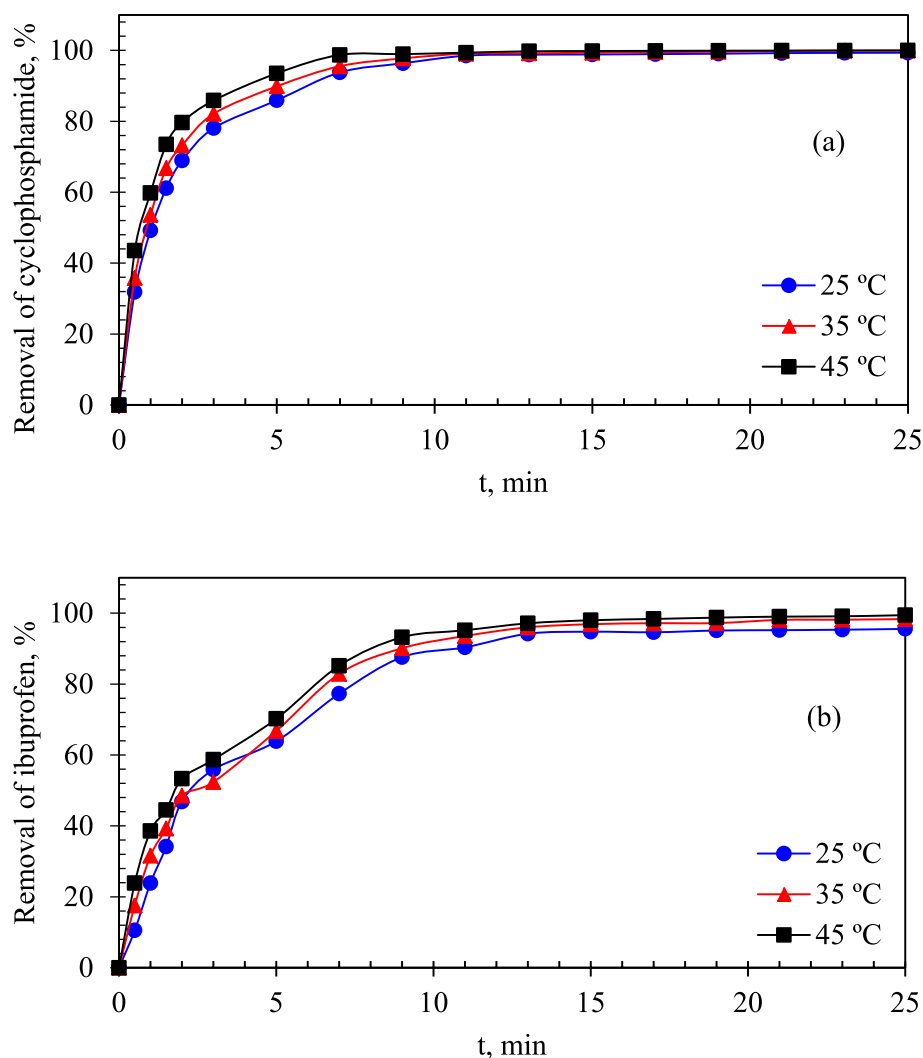 Removal of cyclophosphamide, %
100
80
60
40
20
0
(a)
25 ºC
35 ºC
45 ºC
0 5 10 15 20 25
t, min
Removal of ibuprofen, %
100
80
60
40
20
0
(b)
25 ºC
35 ºC
45 ºC
0 5 10 15 20 25
t, min